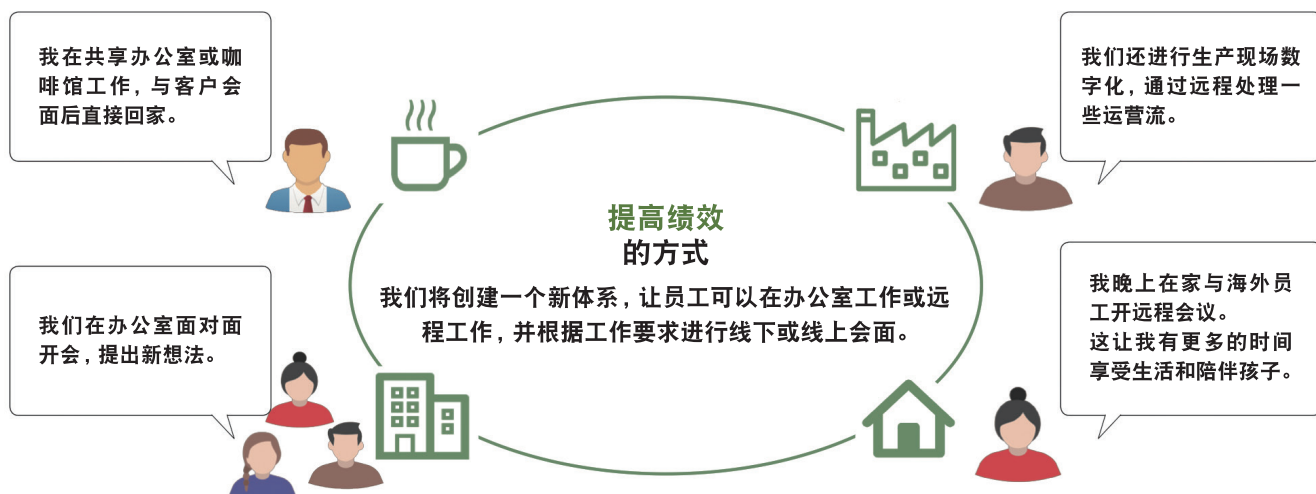 我在共享办公室或咖
啡馆工作，与客户会
面后直接回家。
我们还进行生产现场数
字化，通过远程处理一
些运营流。
提高绩效
的方式
我们将创建一个新体系，让员工可以在办公室工作或远
程工作，并根据工作要求进行线下或线上会面。
我们在办公室面对面
开会，提出新想法。
我晚上在家与海外员
工开远程会议。
这让我有更多的时间
享受生活和陪伴孩子。